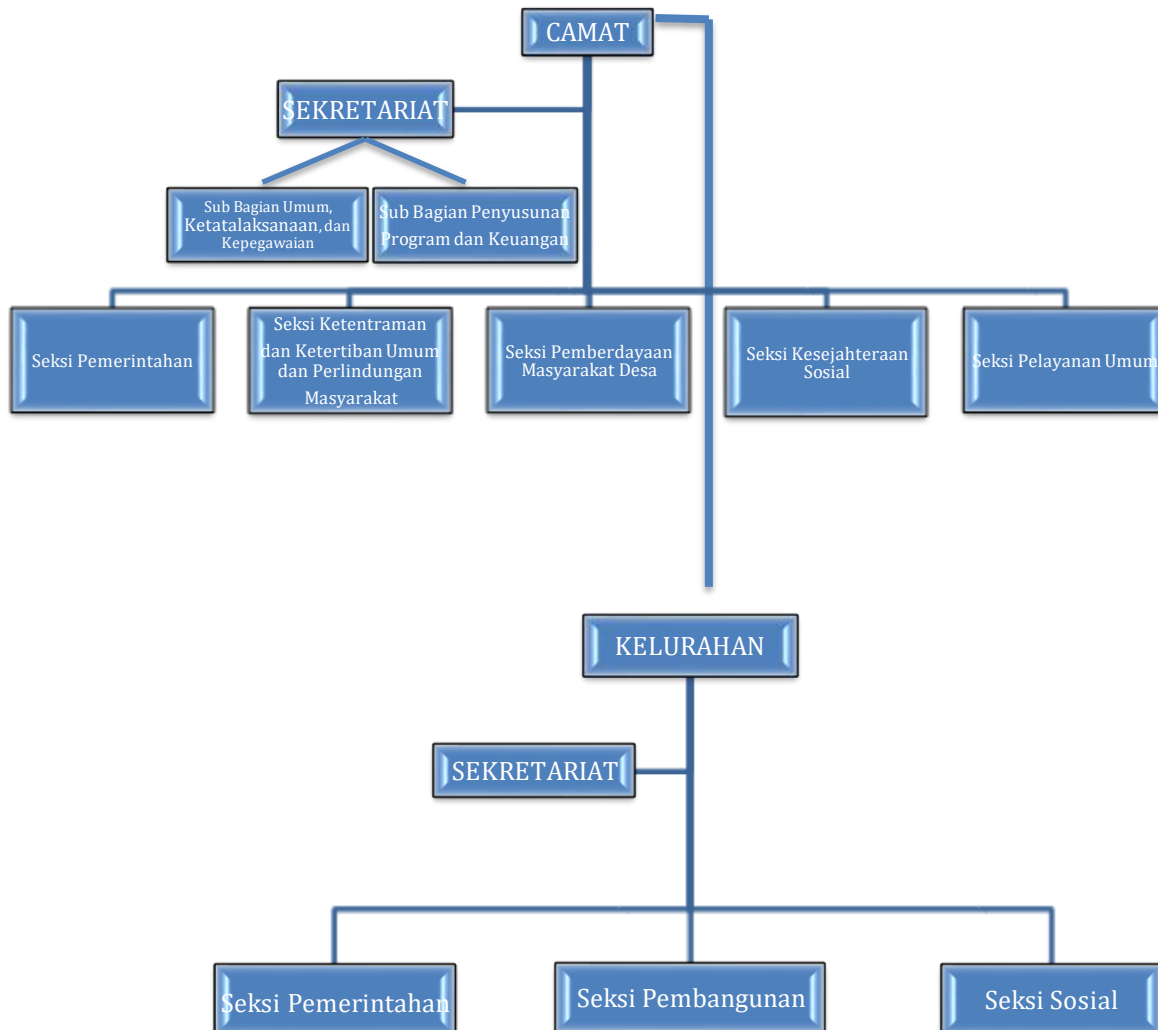 CAMAT
SEKRETARIAT
Sub Bagian Umum,
Ketatalaksanaan, dan
Kepegawaian
Sub Bagian Penyusunan
Program dan Keuangan
Seksi Pemerintahan
Seksi Ketentraman
dan Ketertiban Umum
dan Perlindungan
Masyarakat
Seksi Pemberdayaan
Masyarakat Desa
Seksi Kesejahteraan
Sosial
Seksi Pelayanan Umum
KELURAHAN
SEKRETARIAT
Seksi Pemerintahan
Seksi Pembangunan
Seksi Sosial